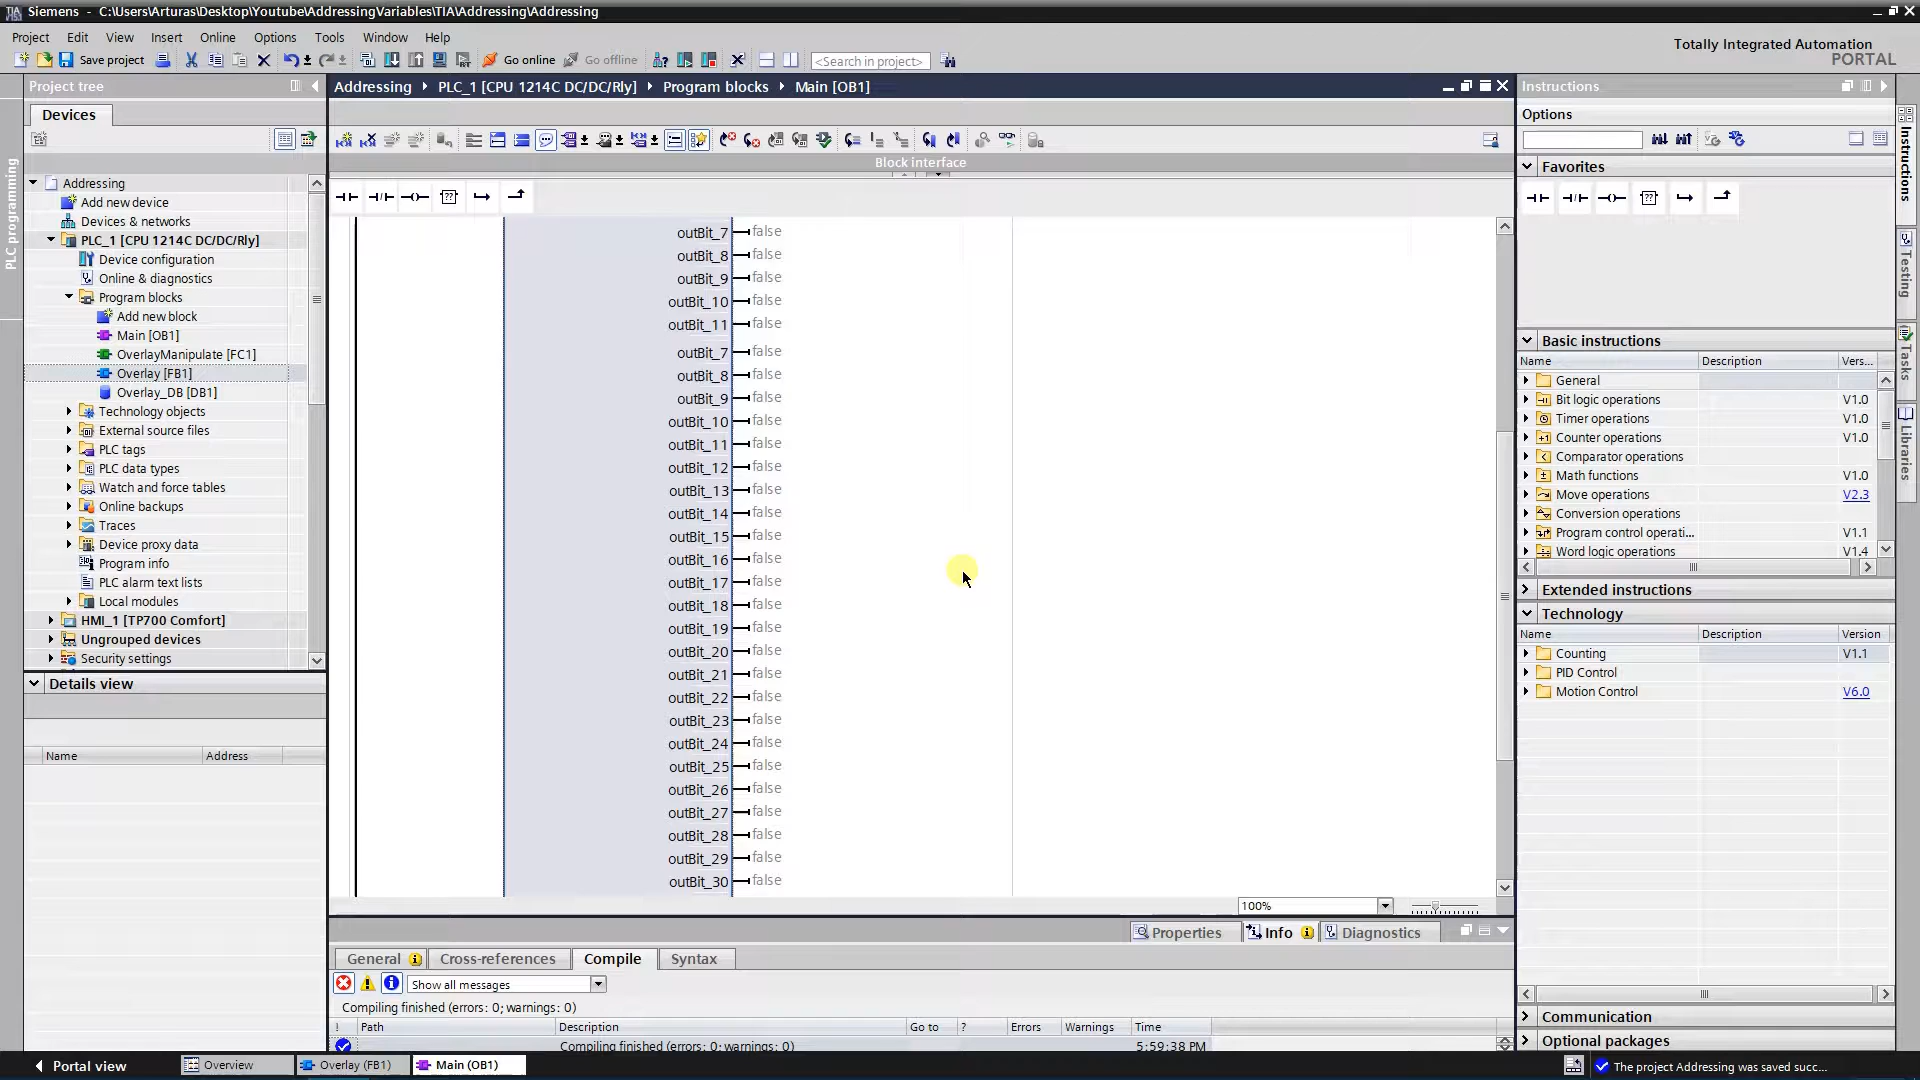 Siemens - C:\Users\Arturas\Desktop\Youtube\AddressingVariables\TIA\Addressing\Addressing
Project Edit View Insert Online Options Tools Window Help
Totally Integrated Automation
PORTAL
Save project
Go online
Go offline
<Search in project>
Project tree
Devices
PLC programming
Addressing
Add new device
Devices & networks
PLC_1 [CPU 1214C DC/DC/Rly]
Device configuration
Online & diagnostics
Program blocks
Add new block
Main [OB1]
OverlayManipulate [FC1]
Overlay [FB1]
Overlay_DB [DB1]
Technology objects
External source files
PLC tags
PLC data types
Watch and force tables
Online backups
Traces
Device proxy data
Program info
PLC alarm text lists
Local modules
HMI_1 [TP700 Comfort]
Ungrouped devices
Security settings
Details view
Name Address
Addressing PLC_1 [CPU 1214C DC/DC/Rly] Program blocks Main [OB1]
Block interface
outBit_7 false
outBit_8 false
outBit_9 false
outBit_10 false
outBit_11 false
outBit_7 false
outBit_8 false
outBit_9 false
outBit_10 false
outBit_11 false
outBit_12 false
outBit_13 false
outBit_14 false
outBit_15 false
outBit_16 false
outBit_17 false
outBit_18 false
outBit_19 false
outBit_20 false
outBit_21 false
outBit_22 false
outBit_23 false
outBit_24 false
outBit_25 false
outBit_26 false
outBit_27 false
outBit_28 false
outBit_29 false
outBit_30 false
100%
Properties Info Diagnostics
General Cross-references Compile Syntax
Show all messages
Compiling finished (errors: 0; warnings: 0)
! Path Description Go to ? Errors Warnings Time
Compiling finished (errors: 0; warnings: 0) 5:59:38 PM
Instructions
Options
Favorites
Basic instructions
Name Description Vers...
General
Bit logic operations V1.0
Timer operations V1.0
Counter operations V1.0
Comparator operations
Math functions V1.0
Move operations V2.3
Conversion operations
Program control operati... V1.1
Word logic operations V1.4
Extended instructions
Technology
Name Description Version
Counting V1.1
PID Control
Motion Control V6.0
Communication
Optional packages
Instructions
Testing
Tasks
Libraries
Portal view Overview Overlay (FB1) Main (OB1)
The project Addressing was saved succ...